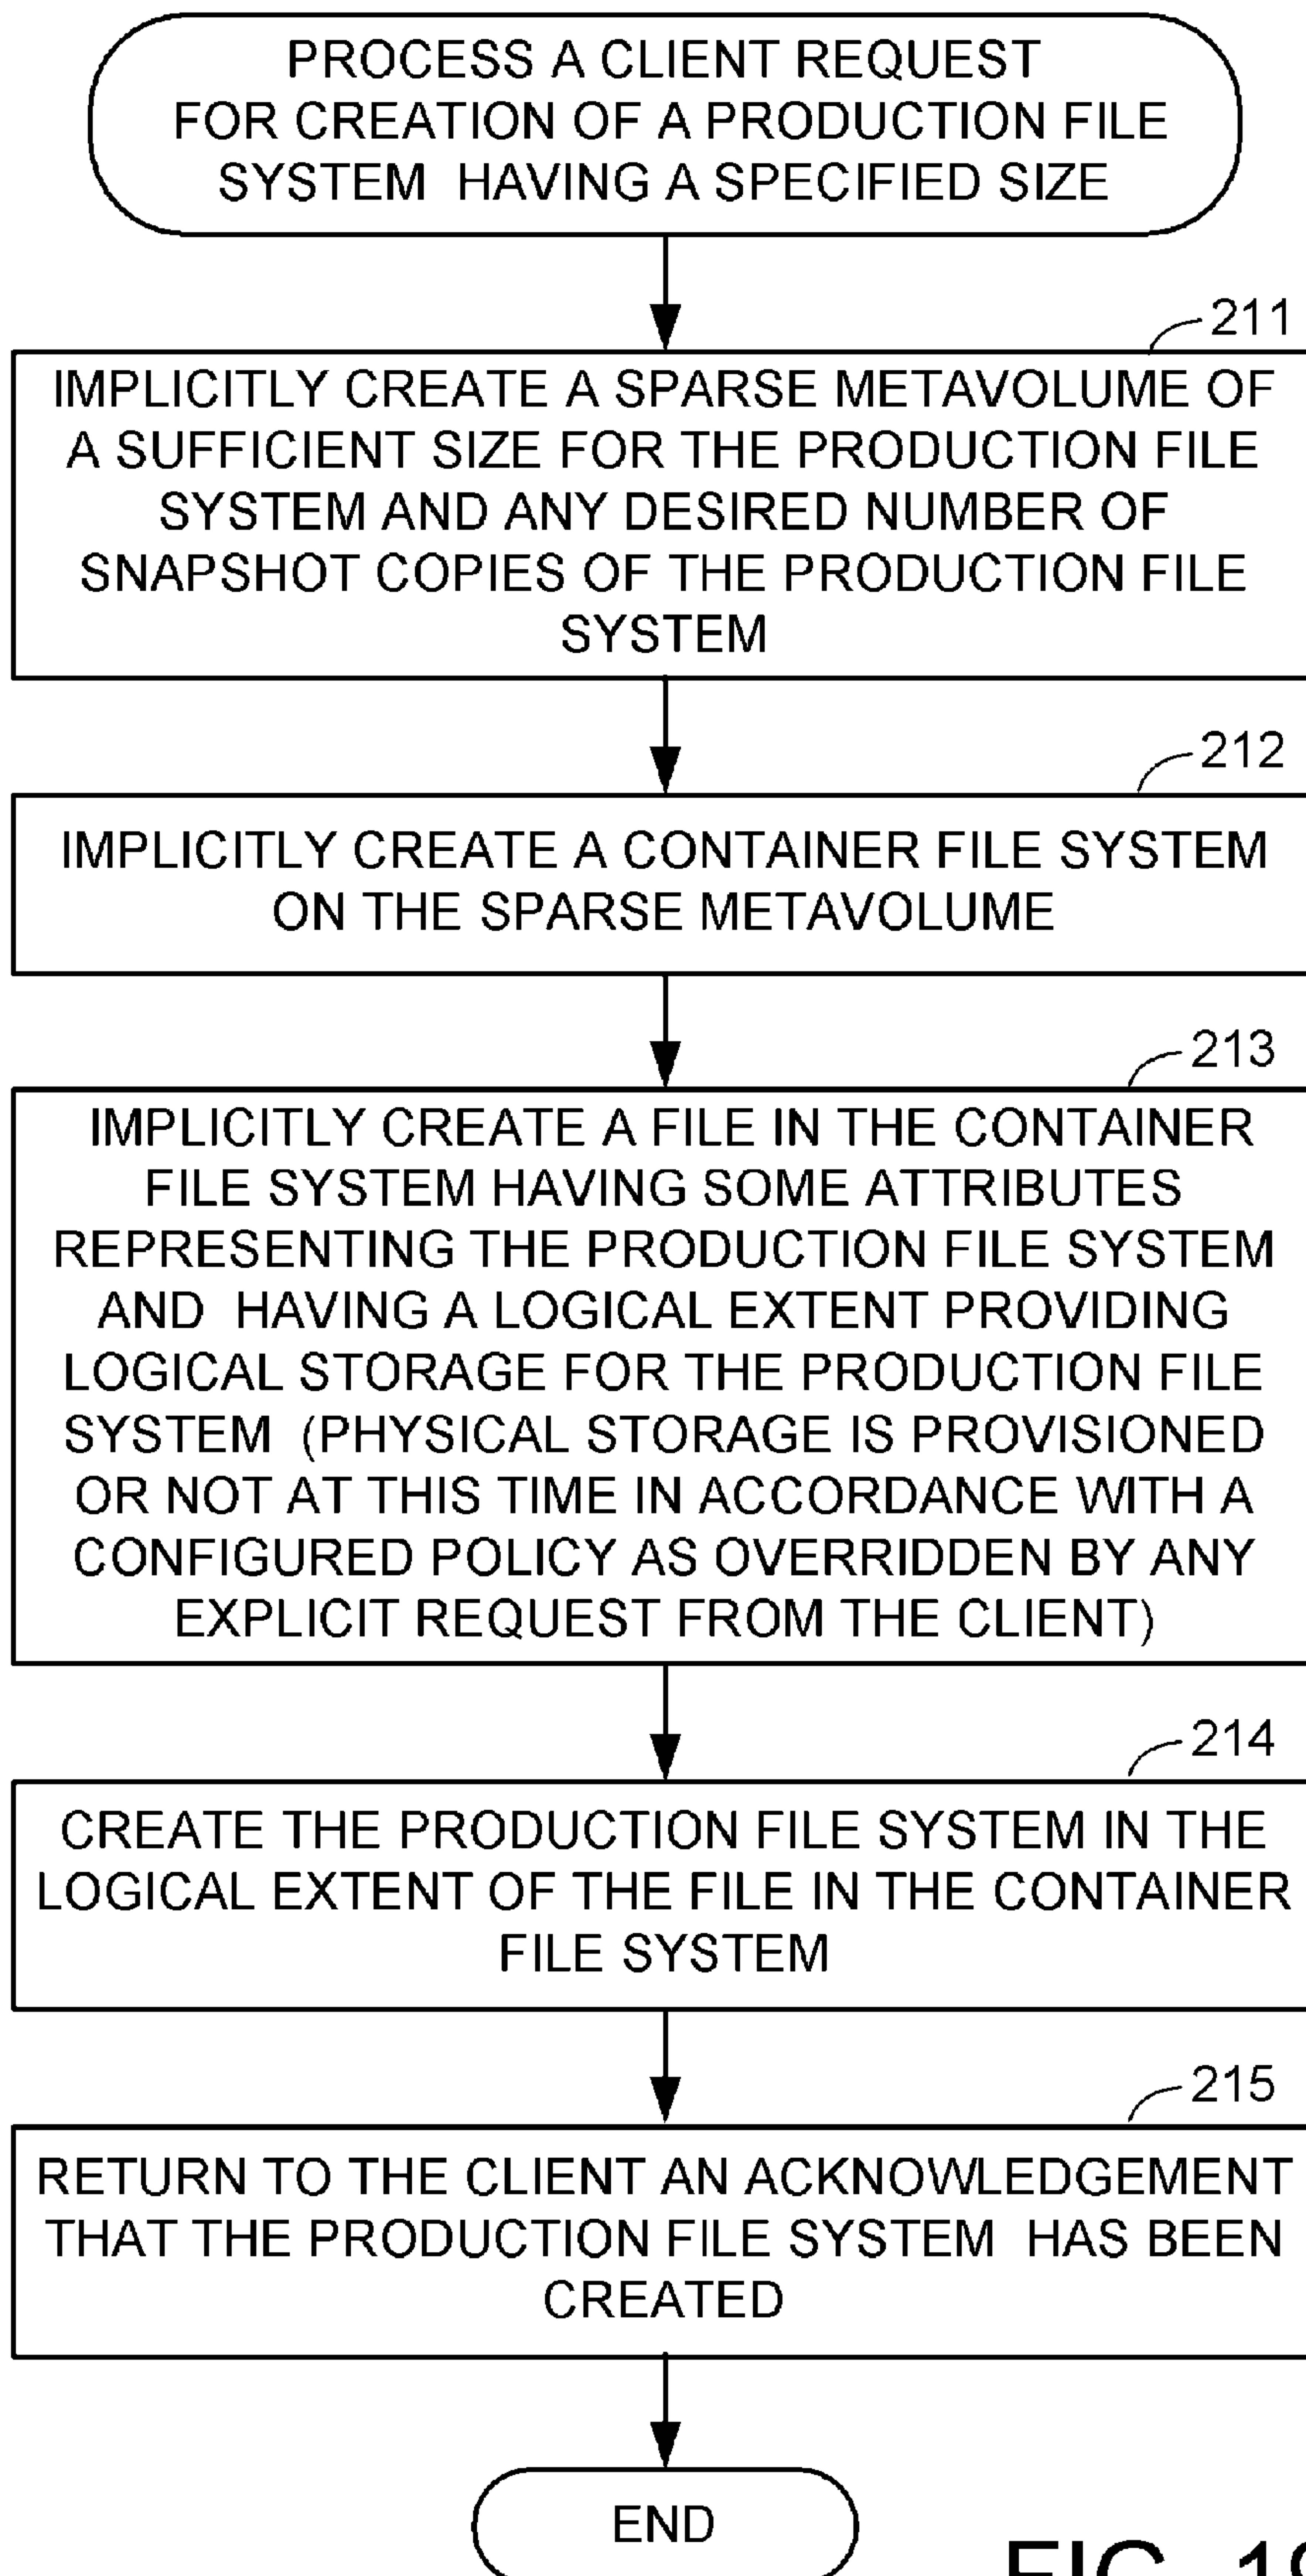 PROCESS A CLIENT REQUEST
FOR CREATION OF A PRODUCTION FILE
SYSTEM HAVING A SPECIFIED SIZE
211
IMPLICITLY CREATE A SPARSE METAVOLUME OF
A SUFFICIENT SIZE FOR THE PRODUCTION FILE
SYSTEM AND ANY DESIRED NUMBER OF
SNAPSHOT COPIES OF THE PRODUCTION FILE
SYSTEM
212
IMPLICITLY CREATE A CONTAINER FILE SYSTEM
ON THE SPARSE METAVOLUME
213
IMPLICITLY CREATE A FILE IN THE CONTAINER
FILE SYSTEM HAVING SOME ATTRIBUTES
REPRESENTING THE PRODUCTION FILE SYSTEM
AND HAVING A LOGICAL EXTENT PROVIDING
LOGICAL STORAGE FOR THE PRODUCTION FILE
SYSTEM (PHYSICAL STORAGE IS PROVISIONED
OR NOT AT THIS TIME IN ACCORDANCE WITH A
CONFIGURED POLICY AS OVERRIDDEN BY ANY
EXPLICIT REQUEST FROM THE CLIENT)
214
CREATE THE PRODUCTION FILE SYSTEM IN THE
LOGICAL EXTENT OF THE FILE IN THE CONTAINER
FILE SYSTEM
215
RETURN TO THE CLIENT AN ACKNOWLEDGEMENT
THAT THE PRODUCTION FILE SYSTEM HAS BEEN
CREATED
END
FIG.